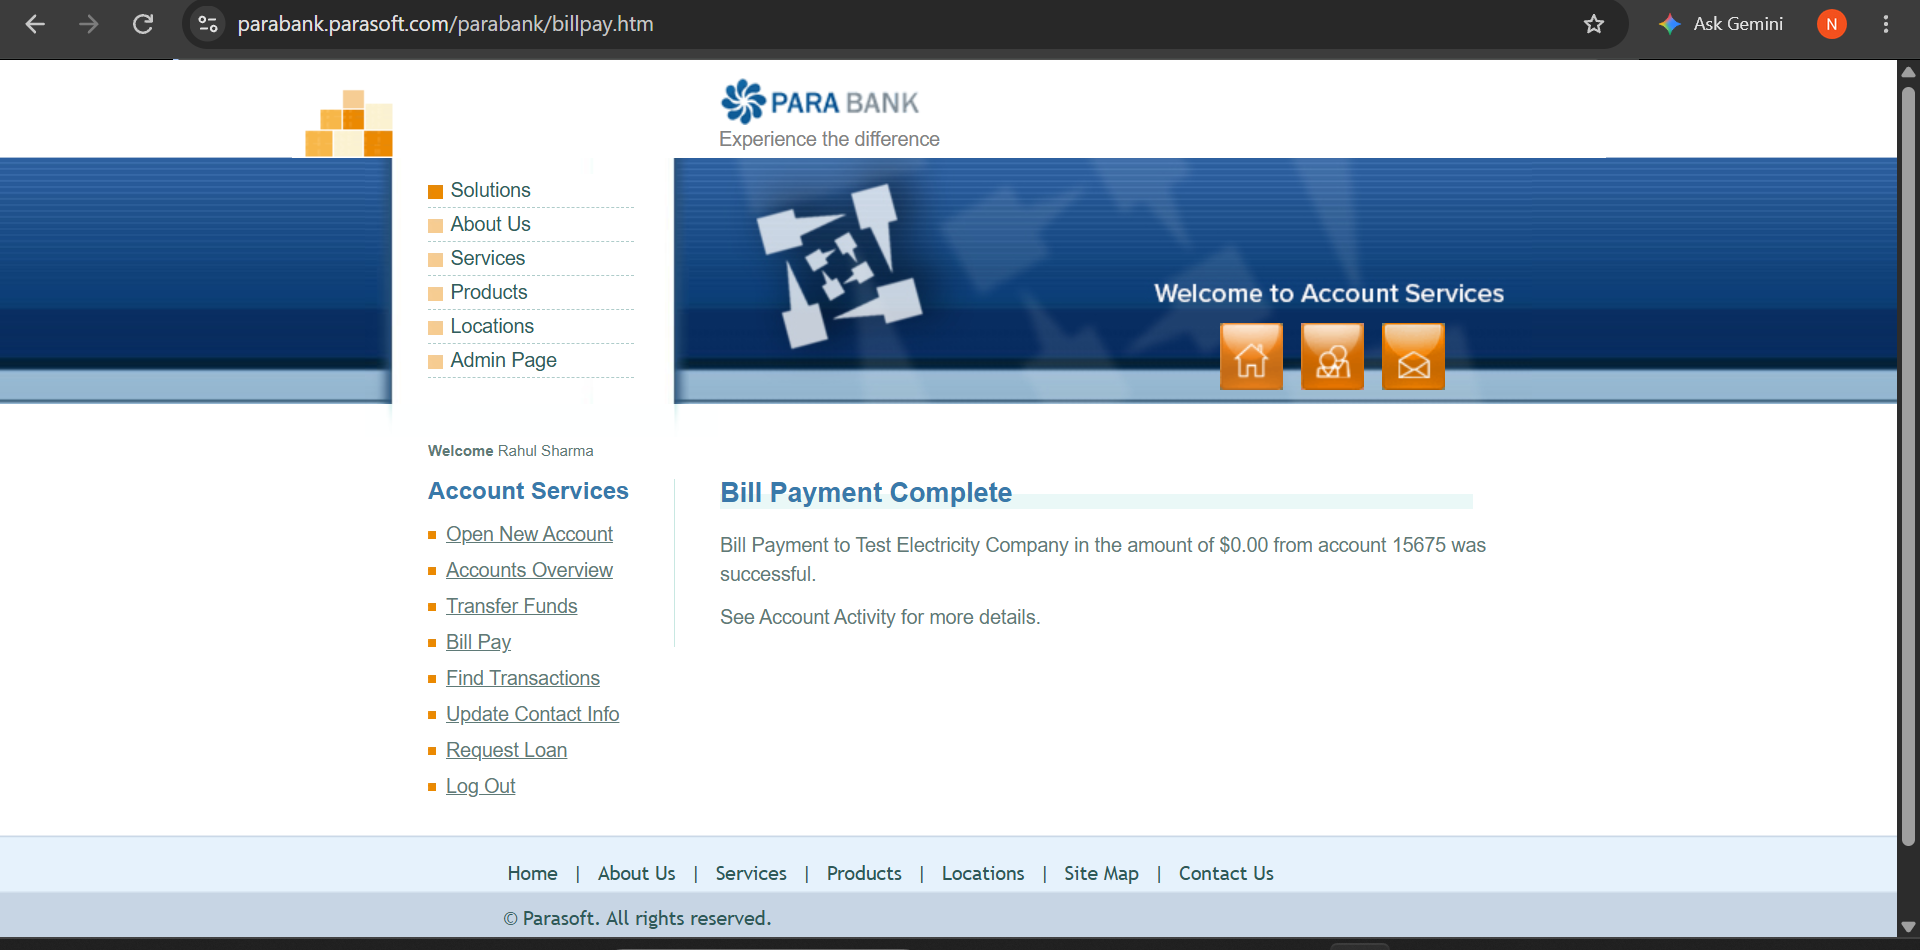 parabank.parasoft.com/parabank/billpay.htm
Ask Gemini
N
PARA BANK
Experience the difference
Solutions
About Us
Services
Products
Locations
Admin Page
Welcome to Account Services
Welcome Rahul Sharma
Account Services
Open New Account
Accounts Overview
Transfer Funds
Bill Pay
Find Transactions
Update Contact Info
Request Loan
Log Out
Bill Payment Complete
Bill Payment to Test Electricity Company in the amount of $0.00 from account 15675 was
successful.
See Account Activity for more details.
Home | About Us | Services | Products | Locations | Site Map | Contact Us
© Parasoft. All rights reserved.